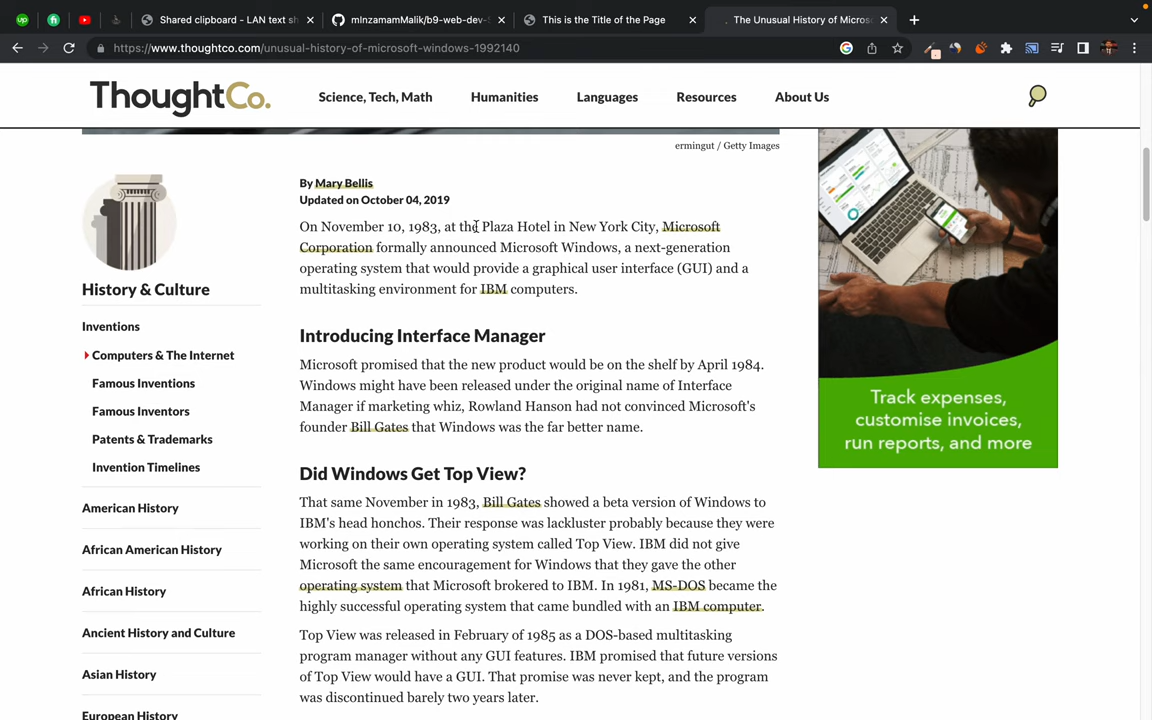 Shared clipboard - LAN text sh
mInzamamMalik/b9-web-dev-
This is the Title of the Page
The Unusual History of Micros
https://www.thoughtco.com/unusual-history-of-microsoft-windows-1992140
ThoughtCo.
Science, Tech, Math
Humanities
Languages
Resources
About Us
ermingut / Getty Images
By Mary Bellis
Updated on October 04, 2019
On November 10, 1983, at the Plaza Hotel in New York City, Microsoft
Corporation formally announced Microsoft Windows, a next-generation
operating system that would provide a graphical user interface (GUI) and a
multitasking environment for IBM computers.
Introducing Interface Manager
Microsoft promised that the new product would be on the shelf by April 1984.
Windows might have been released under the original name of Interface
Manager if marketing whiz, Rowland Hanson had not convinced Microsoft's
founder Bill Gates that Windows was the far better name.
Did Windows Get Top View?
That same November in 1983, Bill Gates showed a beta version of Windows to
IBM's head honchos. Their response was lackluster probably because they were
working on their own operating system called Top View. IBM did not give
Microsoft the same encouragement for Windows that they gave the other
operating system that Microsoft brokered to IBM. In 1981, MS-DOS became the
highly successful operating system that came bundled with an IBM computer.
Top View was released in February of 1985 as a DOS-based multitasking
program manager without any GUI features. IBM promised that future versions
of Top View would have a GUI. That promise was never kept, and the program
was discontinued barely two years later.
History & Culture
Inventions
Computers & The Internet
Famous Inventions
Famous Inventors
Patents & Trademarks
Invention Timelines
American History
African American History
African History
Ancient History and Culture
Asian History
European History
Track expenses,
customise invoices,
run reports, and more